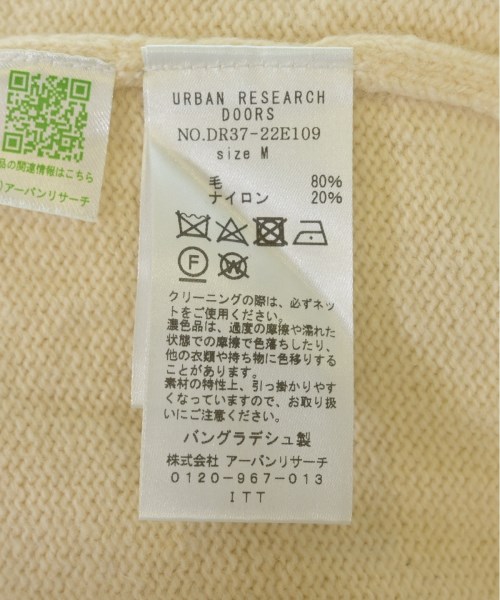 URBAN RESEARCH
DOORS
NO.DR37-22E109
size M
毛 80%
ナイロン 20%
F
W
クリーニングの際は、必ずネッ
トをご使用ください。
濃色品は、過度の摩擦や濡れた
状態での摩擦で色落ちしたり、
他の衣類や持ち物に色移りする
ことがあります。
素材の特性上、引っ掛かりやす
くなっていますので、お取り扱
いにご注意ください。
バングラデシュ製
株式会社 アーバンリサーチ
0120-967-013
ITT
品の関連情報はこちら
)アーバンリサーチ